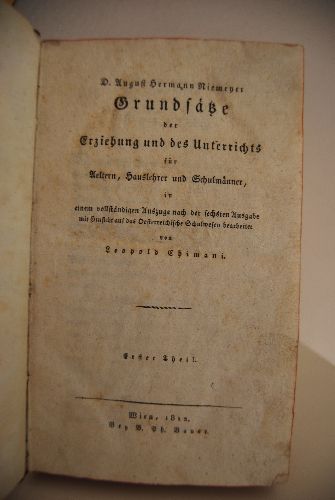 D. August Hermann Niemeyer
Grundsätze
der
Erziehung und des Unterrichts
für
Aeltern, Hauslehrer und Schulmänner,
in
einem vollständigen Auszuge nach der sechsten Ausgabe
mit Hinsicht auf das Oesterreichische Schulwesen bearbeitet
von
Leopold Chimani.
Erster Theil.
Wien,
Bey B. Ph. Bauer.